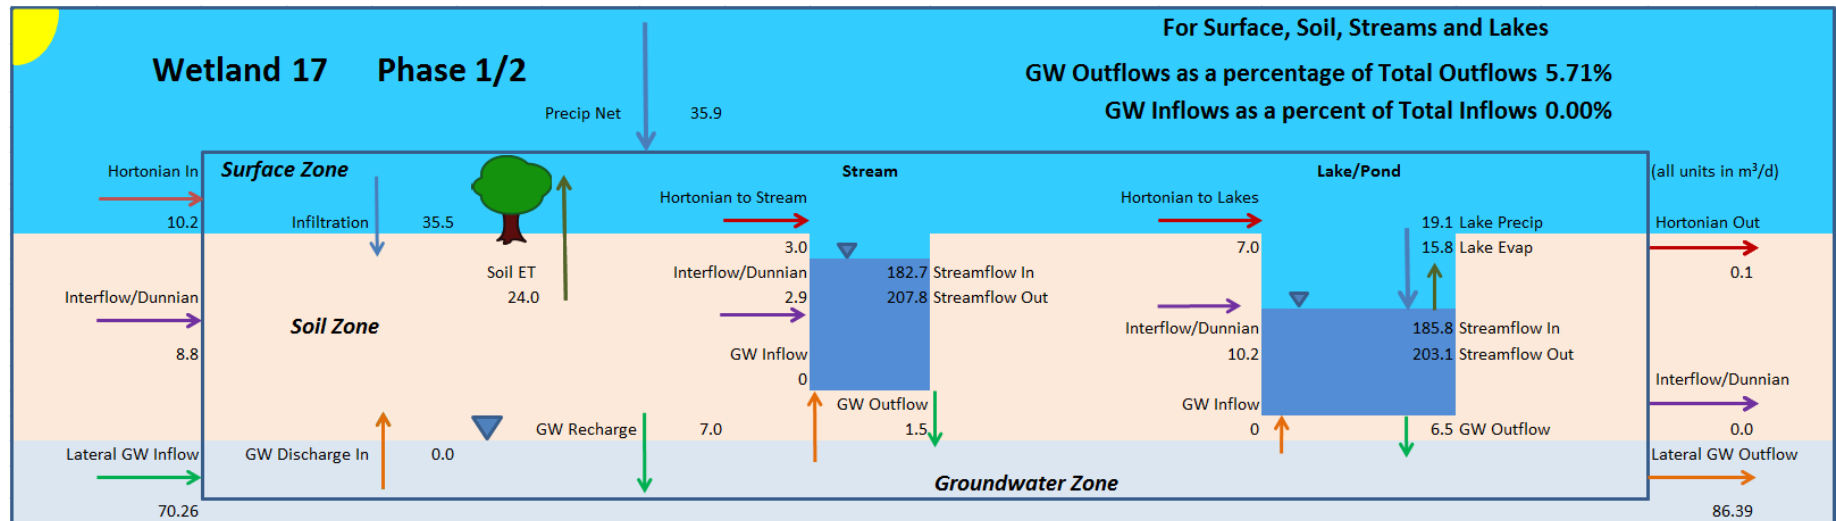 For Surface, Soil, Streams and Lakes
Wetland 17 Phase 1/2
GW Outflows as a percentage of Total Outflows 5.71%
GW Inflows as a percent of Total Inflows 0.00%
Precip Net 35.9
Hortonian In
10.2
Surface Zone
Stream
Lake/Pond
(all units in m³/d)
Infiltration 35.5
Hortonian to Stream
3.0
Hortonian to Lakes
7.0
19.1 Lake Precip
15.8 Lake Evap
Hortonian Out
0.1
Soil ET
24.0
Interflow/Dunnian
2.9
182.7 Streamflow In
207.8 Streamflow Out
Interflow/Dunnian
8.8
Soil Zone
Interflow/Dunnian
10.2
185.8 Streamflow In
203.1 Streamflow Out
GW Inflow
0
Interflow/Dunnian
0.0
GW Outflow
1.5
GW Inflow
0
6.5 GW Outflow
GW Recharge 7.0
Lateral GW Inflow
70.26
GW Discharge In 0.0
Lateral GW Outflow
86.39
Groundwater Zone